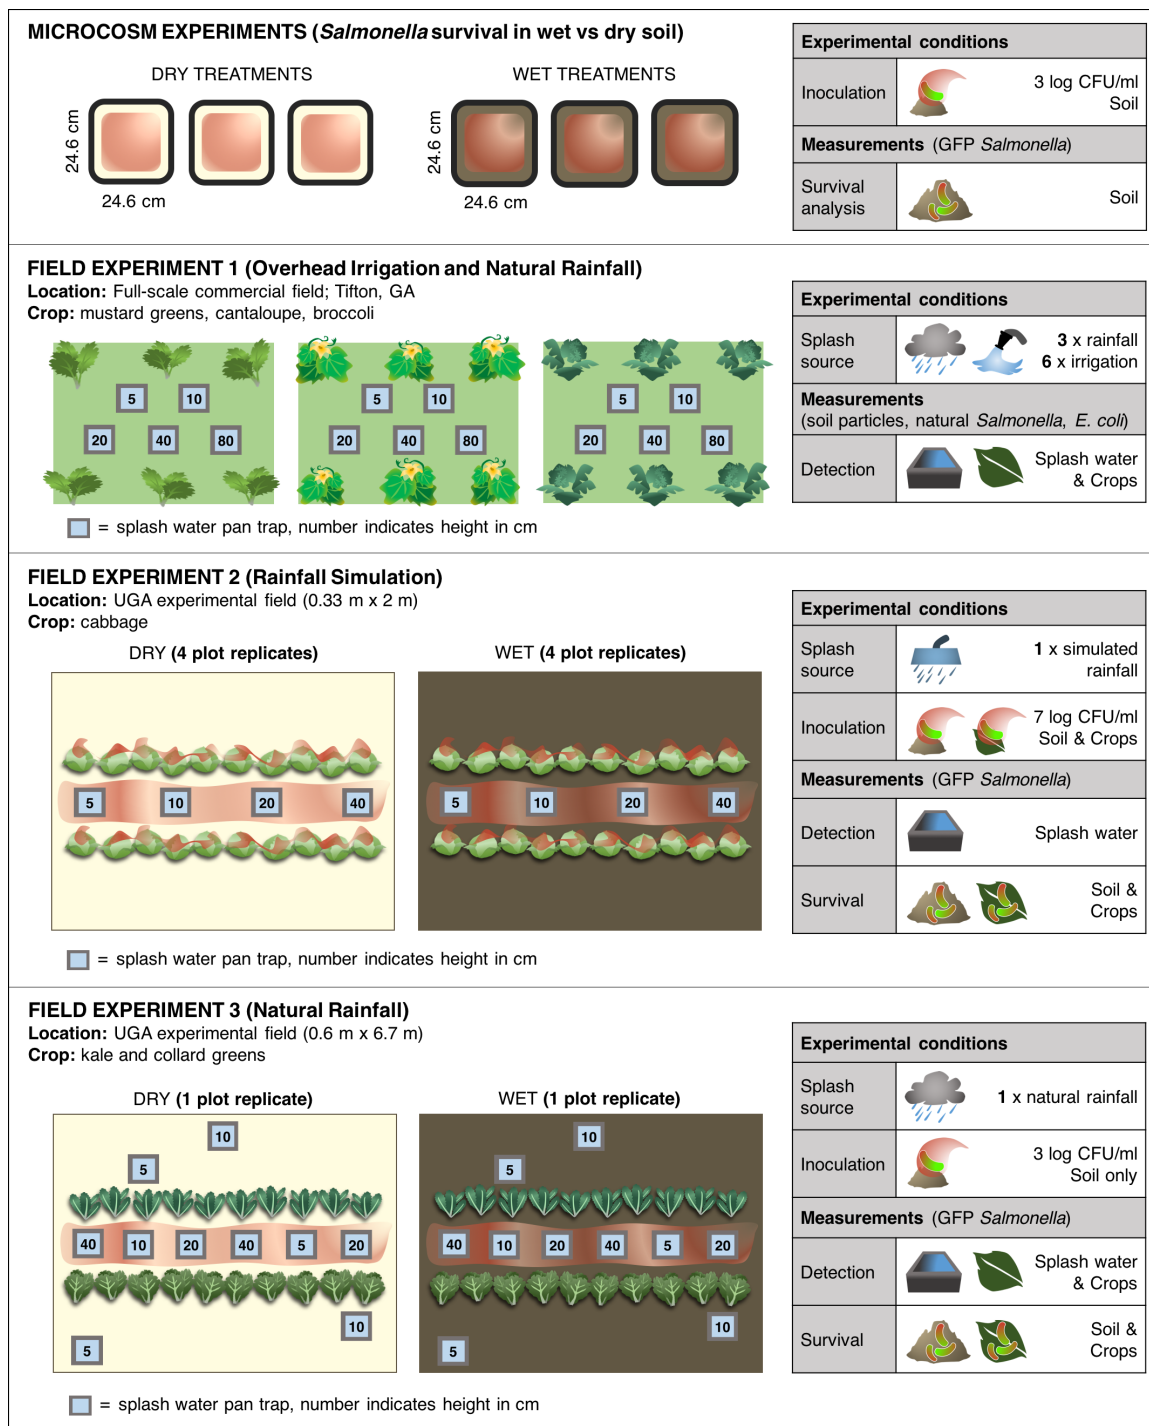 MICROCOSM EXPERIMENTS (Salmonella survival in wet vs dry soil)
DRY TREATMENTS
WET TREATMENTS
24.6 cm
24.6 cm
24.6 cm
24.6 cm
Experimental conditions
Inoculation
3 log CFU/ml
Soil
Measurements (GFP Salmonella)
Survival
analysis
Soil
FIELD EXPERIMENT 1 (Overhead Irrigation and Natural Rainfall)
Location: Full-scale commercial field; Tifton, GA
Crop: mustard greens, cantaloupe, broccoli
5 10
20 40 80
5 10
20 40 80
5 10
20 40 80
= splash water pan trap, number indicates height in cm
Experimental conditions
Splash
source
3 x rainfall
6 x irrigation
Measurements
(soil particles, natural Salmonella, E. coli)
Detection
Splash water
& Crops
FIELD EXPERIMENT 2 (Rainfall Simulation)
Location: UGA experimental field (0.33 m x 2 m)
Crop: cabbage
DRY (4 plot replicates)
5 10 20 40
WET (4 plot replicates)
5 10 20 40
= splash water pan trap, number indicates height in cm
Experimental conditions
Splash
source
1 x simulated
rainfall
Inoculation
7 log CFU/ml
Soil & Crops
Measurements (GFP Salmonella)
Detection
Splash water
Survival
Soil &
Crops
FIELD EXPERIMENT 3 (Natural Rainfall)
Location: UGA experimental field (0.6 m x 6.7 m)
Crop: kale and collard greens
DRY (1 plot replicate)
10
5
40 10 20 40 5 20
10
5
WET (1 plot replicate)
10
5
40 10 20 40 5 20
10
5
= splash water pan trap, number indicates height in cm
Experimental conditions
Splash
source
1 x natural rainfall
Inoculation
3 log CFU/ml
Soil only
Measurements (GFP Salmonella)
Detection
Splash water
& Crops
Survival
Soil &
Crops